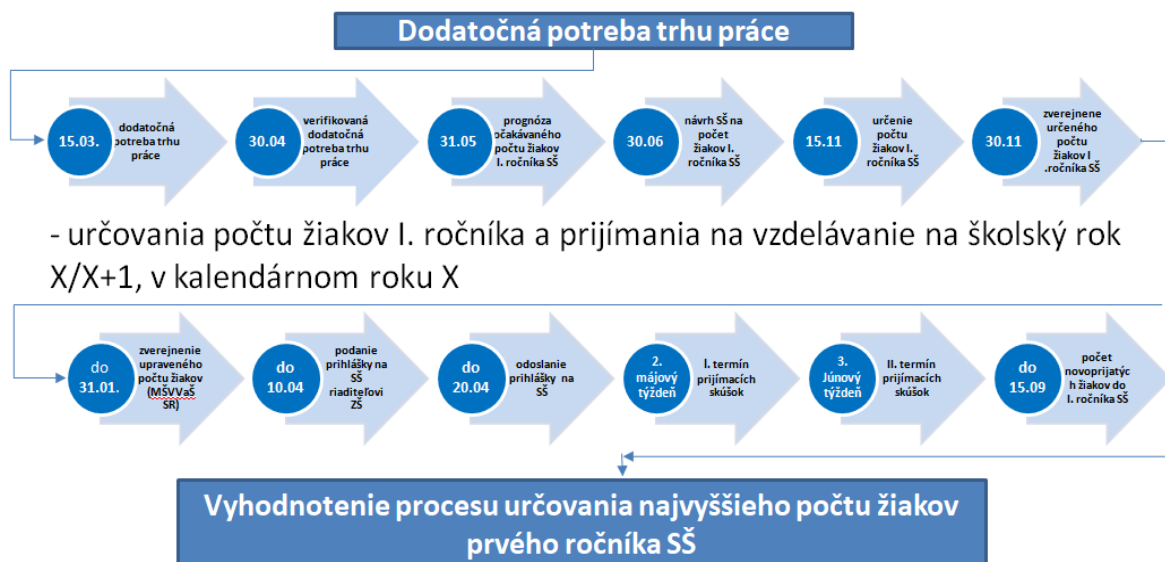 Dodatočná potreba trhu práce
15.03.
dodatočná
potreba trhu
práce
30.04
verifikovaná
dodatočná
potreba trhu
práce
31.05
prognóza
očakávaného
počtu žiakov
I. ročníka SŠ
30.06
návrh SŠ na
počet
žiakov I.
ročníka SŠ
15.11
určenie
počtu
žiakov I.
ročníka SŠ
30.11
zverejnene
určeného
počtu
žiakov I
.ročníka SŠ
- určovania počtu žiakov I. ročníka a prijímania na vzdelávanie na školský rok
X/X+1, v kalendárnom roku X
do
31.01.
zverejnenie
upraveného
počtu žiakov
(MŠVVaŠ
SR)
do
10.04
podanie
prihlášky na
SŠ
riaditeľovi
ZŠ
do
20.04
odoslanie
prihlášky na
SŠ
2.
májový
týždeň
I. termín
prijímacích
skúšok
3.
Júnový
týždeň
II. termín
prijímacích
skúšok
do
15.09
počet
novoprijatýc
h žiakov do
I. ročníka SŠ
Vyhodnotenie procesu určovania najvyššieho počtu žiakov
prvého ročníka SŠ